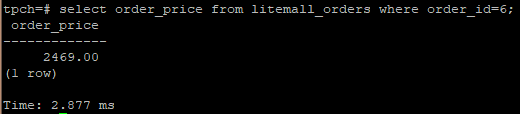 tpch=# select order_price from litemall_orders where order_id=6;
 order_price
-------------
     2469.00
(1 row)

Time: 2.877 ms